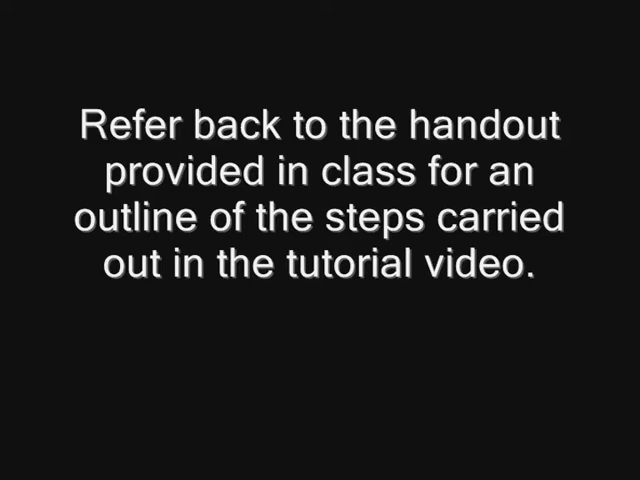 Refer back to the handout
provided in class for an
outline of the steps carried
out in the tutorial video.